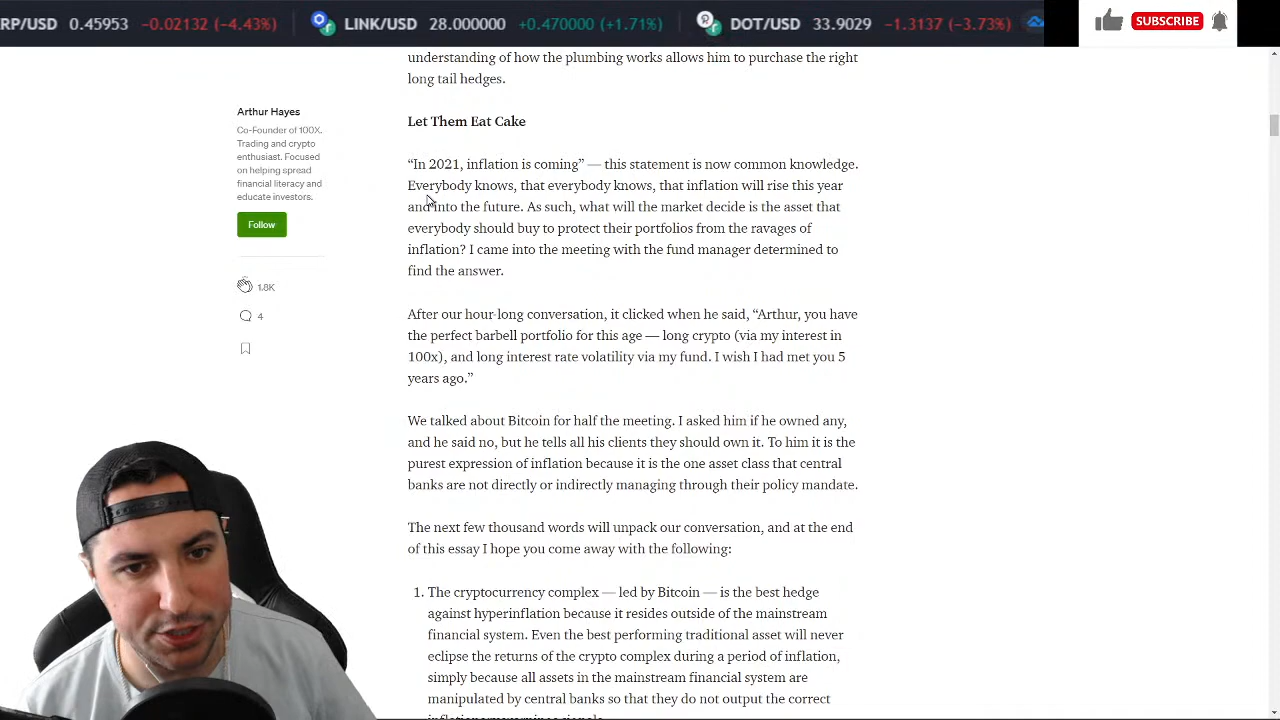 RP/USD 0.45953 −0.02132 (−4.43%) LINK/USD 28.000000 +0.470000 (+1.71%) DOT/USD 33.9029 −1.3137 (−3.73%) SUBSCRIBE
understanding of how the plumbing works allows him to purchase the right
long tail hedges.
Arthur Hayes
Co-Founder of 100X.
Trading and crypto
enthusiast. Focused
on helping spread
financial literacy and
educate investors.
Follow
1.8K
4
Let Them Eat Cake
“In 2021, inflation is coming” — this statement is now common knowledge.
Everybody knows, that everybody knows, that inflation will rise this year
and into the future. As such, what will the market decide is the asset that
everybody should buy to protect their portfolios from the ravages of
inflation? I came into the meeting with the fund manager determined to
find the answer.
After our hour-long conversation, it clicked when he said, “Arthur, you have
the perfect barbell portfolio for this age — long crypto (via my interest in
100x), and long interest rate volatility via my fund. I wish I had met you 5
years ago.”
We talked about Bitcoin for half the meeting. I asked him if he owned any,
and he said no, but he tells all his clients they should own it. To him it is the
purest expression of inflation because it is the one asset class that central
banks are not directly or indirectly managing through their policy mandate.
The next few thousand words will unpack our conversation, and at the end
of this essay I hope you come away with the following:
1. The cryptocurrency complex — led by Bitcoin — is the best hedge
against hyperinflation because it resides outside of the mainstream
financial system. Even the best performing traditional asset will never
eclipse the returns of the crypto complex during a period of inflation,
simply because all assets in the mainstream financial system are
manipulated by central banks so that they do not output the correct